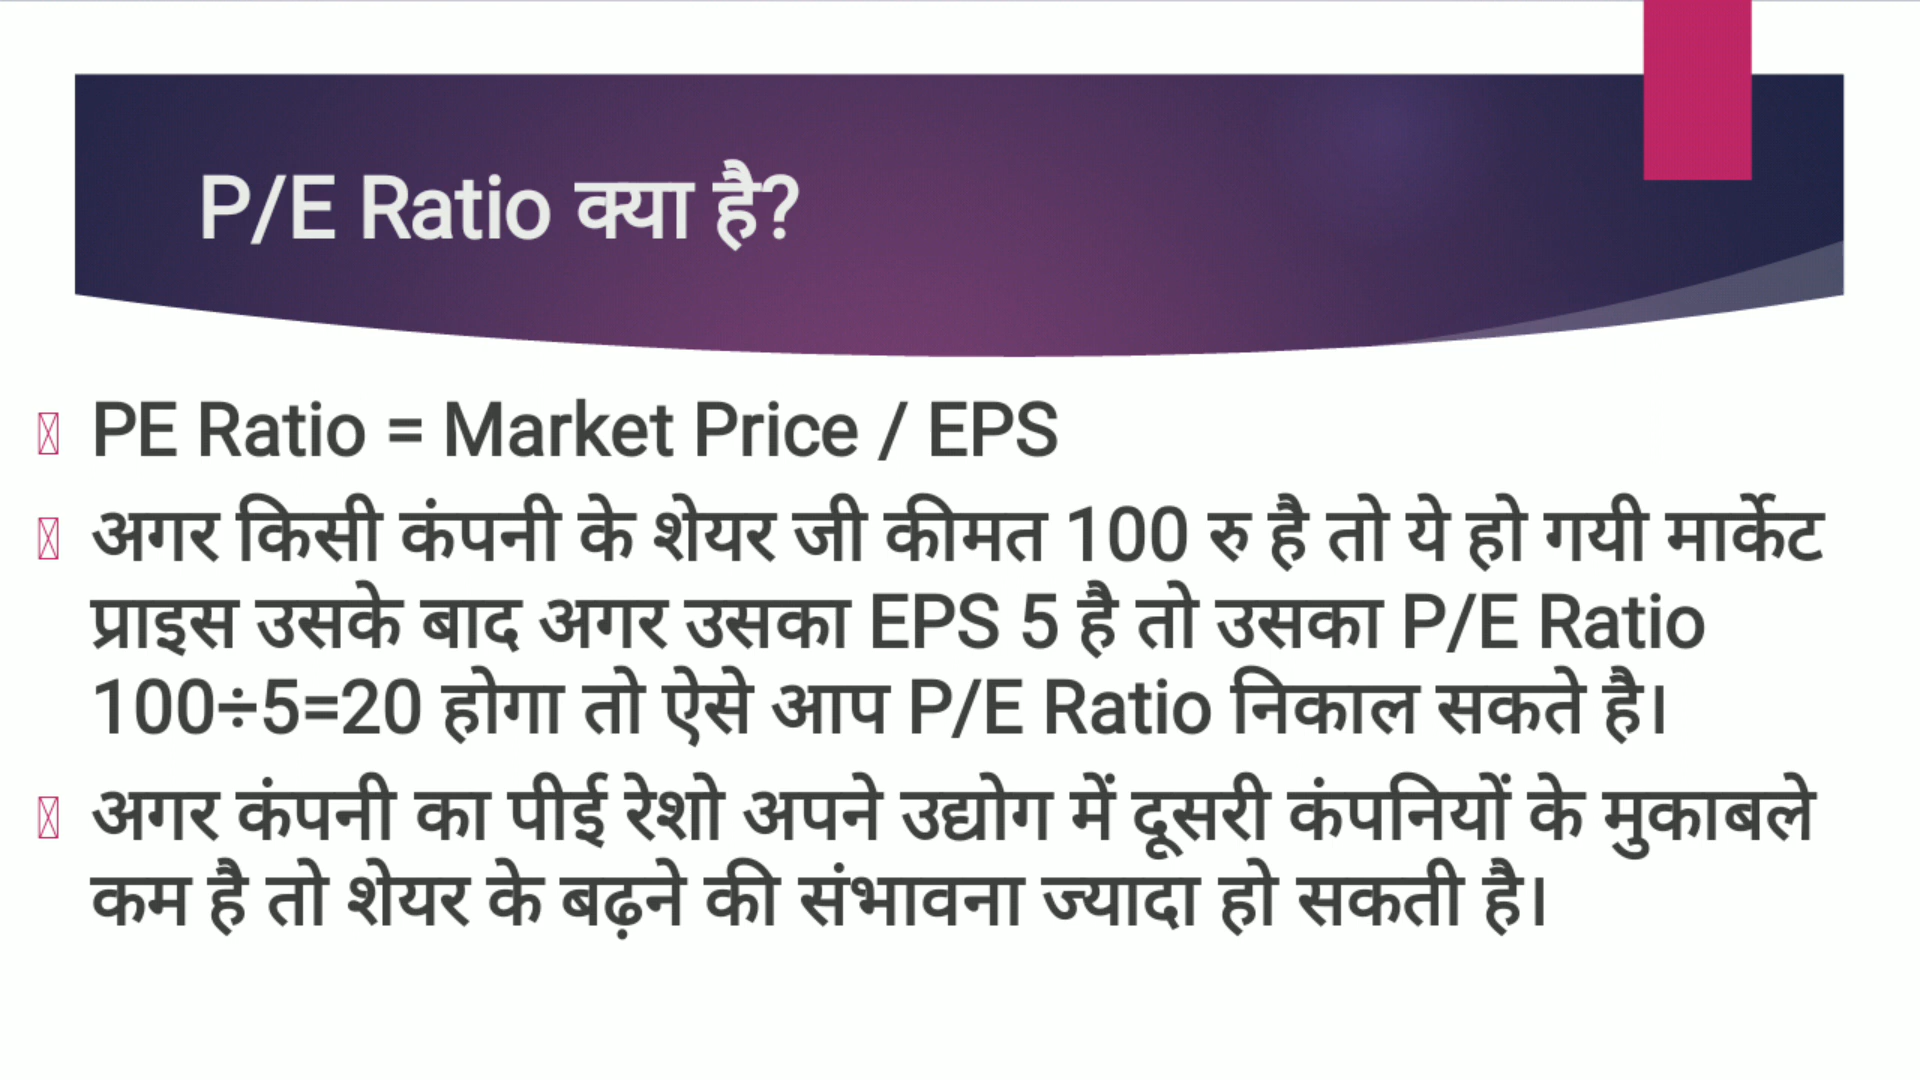 P/E Ratio क्या है?
PE Ratio = Market Price / EPS
अगर किसी कंपनी के शेयर जी कीमत 100 रु है तो ये हो गयी मार्केट
प्राइस उसके बाद अगर उसका EPS 5 है तो उसका P/E Ratio
100÷5=20 होगा तो ऐसे आप P/E Ratio निकाल सकते है।
अगर कंपनी का पीई रेशो अपने उद्योग में दूसरी कंपनियों के मुकाबले
कम है तो शेयर के बढ़ने की संभावना ज्यादा हो सकती है।